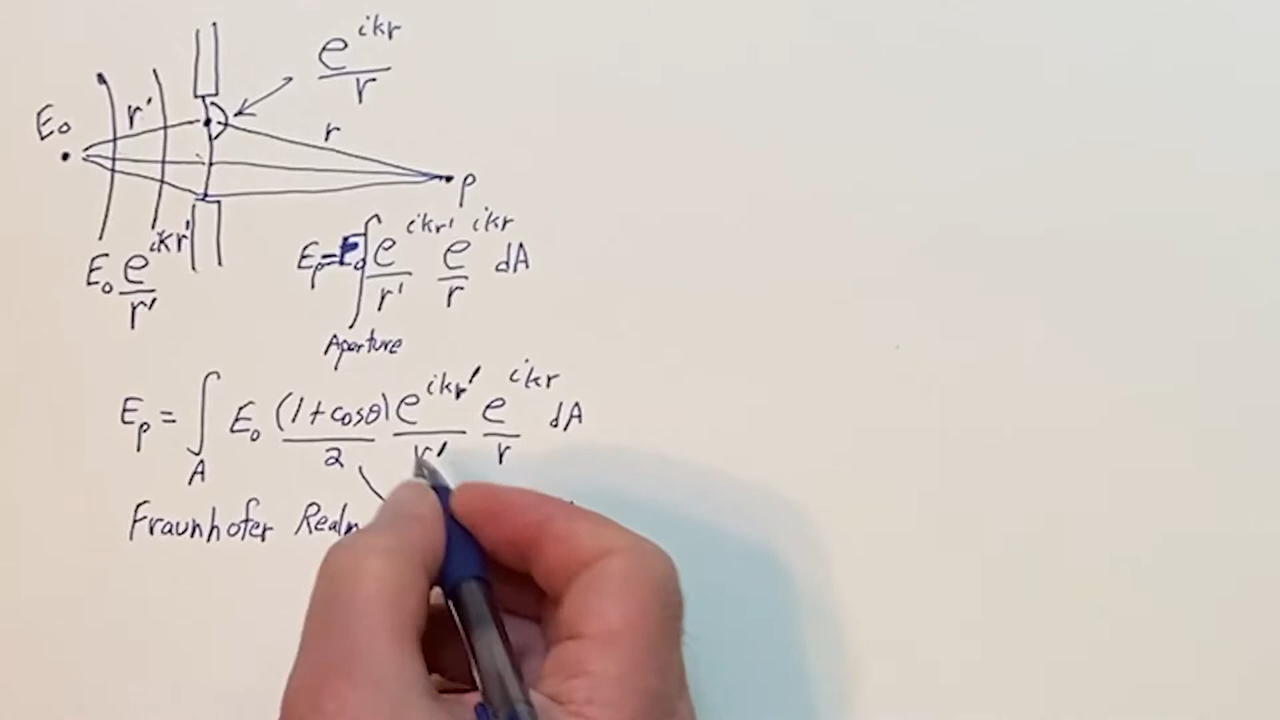 e^{ikr}/r
E₀ r' r
P
E₀ e^{ikr'}/r'
E_p = E₀ ∫ e^{ikr'}/r' e^{ikr}/r dA
Aperture
E_p = ∫_A E₀ (1+cosθ)/2 e^{ikr'}/r' e^{ikr}/r dA
Fraunhofer Realm